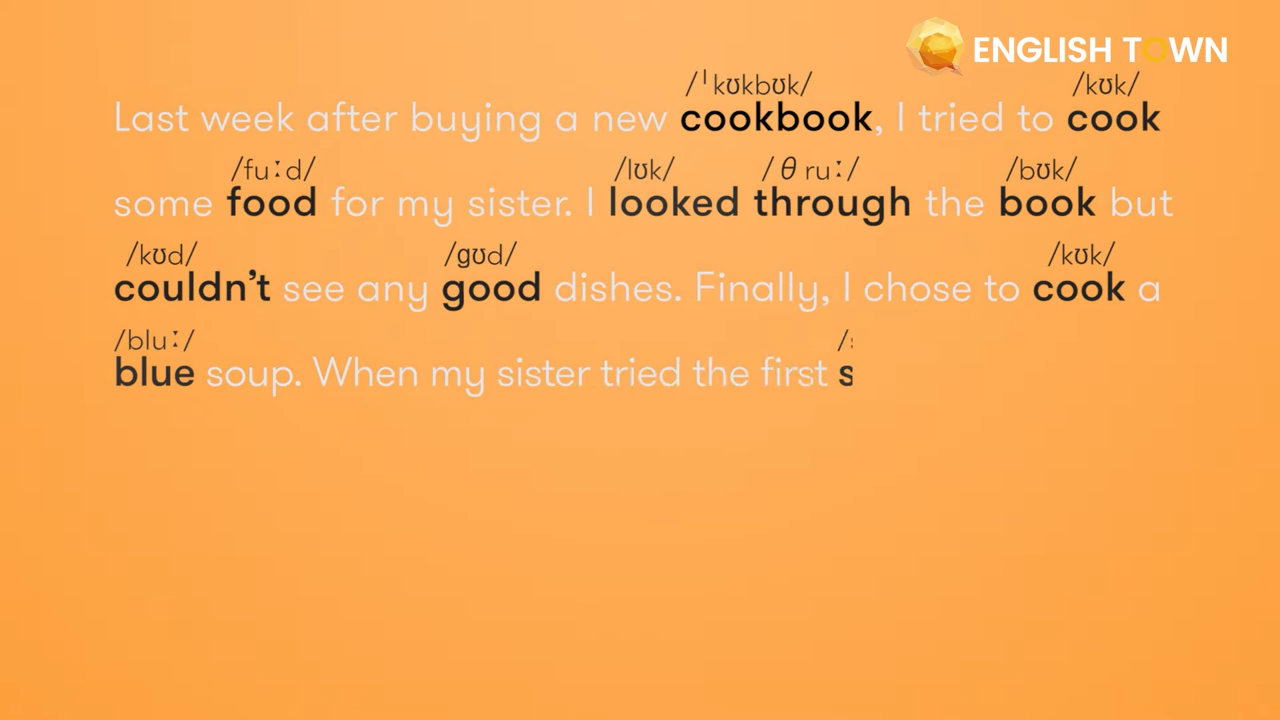 ENGLISH TOWN
/ˈkʊkbʊk/ /kʊk/
Last week after buying a new cookbook, I tried to cook
/fuːd/ /lʊk/ /θruː/ /bʊk/
some food for my sister. I looked through the book but
/kʊd/ /gʊd/ /kʊk/
couldn't see any good dishes. Finally, I chose to cook a
/bluː/
blue soup. When my sister tried the first s